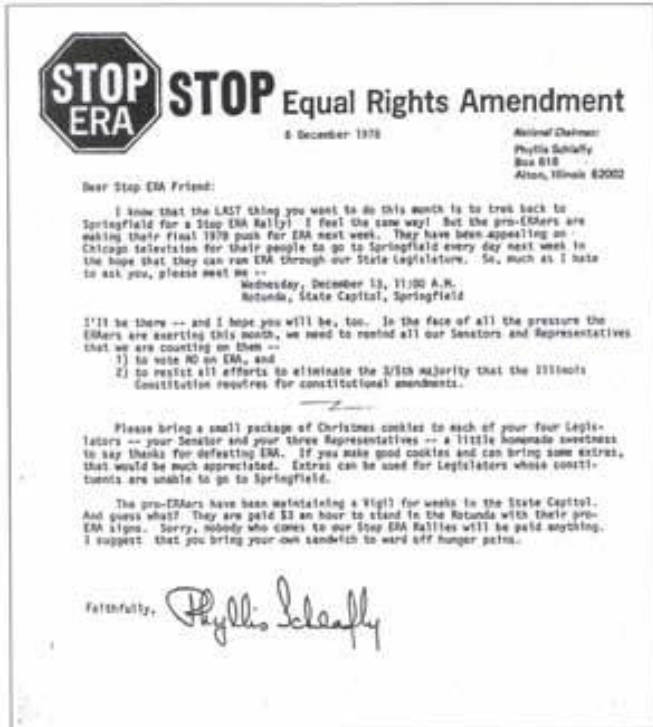 STOP
ERA
STOP Equal Rights Amendment
6 December 1978
National Chairman:
Phyllis Schlafly
Box 618
Alton, Illinois 62002
Dear Stop ERA Friend:
I know that the LAST thing you want to do this month is to trek back to
Springfield for a Stop ERA Rally! I feel the same way! But the pro-ERAers are
making their final 1978 push for ERA next week. They have been appealing on
Chicago television for their people to go to Springfield every day next week in
the hope that they can ram ERA through our State Legislature. So, much as I hate
to ask you, please meet me --
Wednesday, December 13, 11:00 A.M.
Rotunda, State Capitol, Springfield
I'll be there -- and I hope you will be, too. In the face of all the pressure the
ERAers are exerting this month, we need to remind all our Senators and Representatives
that we are counting on them --
1) to vote NO on ERA, and
2) to resist all efforts to eliminate the 3/5th majority that the Illinois
Constitution requires for constitutional amendments.
Please bring a small package of Christmas cookies to each of your four Legis-
lators -- your Senator and your three Representatives -- a little homemade sweetness
to say thanks for defeating ERA. If you make good cookies and can bring some extras,
that would be much appreciated. Extras can be used for Legislators whose consti-
tuents are unable to go to Springfield.
The pro-ERAers have been maintaining a Vigil for weeks in the State Capitol.
And guess what? They are paid $3 an hour to stand in the Rotunda with their pro-
ERA signs. Sorry, nobody who comes to our Stop ERA Rallies will be paid anything.
I suggest that you bring your own sandwich to ward off hunger pains.
Faithfully, Phyllis Schlafly